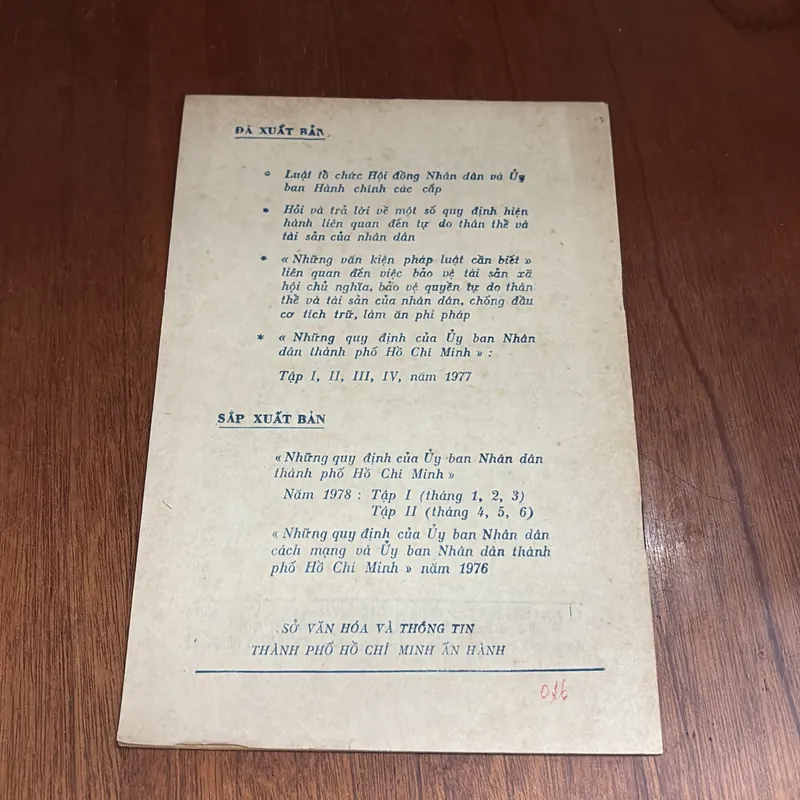 ĐÃ XUẤT BẢN
* Luật tổ chức Hội đồng Nhân dân và Ủy
ban Hành chính các cấp
* Hỏi và trả lời về một số quy định hiện
hành liên quan đến tự do thân thể và
tài sản của nhân dân
* « Những văn kiện pháp luật cần biết »
liên quan đến việc bảo vệ tài sản xã
hội chủ nghĩa, bảo vệ quyền tự do thân
thể và tài sản của nhân dân, chống đầu
cơ tích trữ, làm ăn phi pháp
* « Những quy định của Ủy ban Nhân
dân thành phố Hồ Chí Minh » :
Tập I, II, III, IV, năm 1977
SẮP XUẤT BẢN
« Những quy định của Ủy ban Nhân dân
thành phố Hồ Chí Minh »
Năm 1978 : Tập I (tháng 1, 2, 3)
Tập II (tháng 4, 5, 6)
« Những quy định của Ủy ban Nhân dân
cách mạng và Ủy ban Nhân dân thành
phố Hồ Chí Minh » năm 1976
SỞ VĂN HÓA VÀ THÔNG TIN
THÀNH PHỐ HỒ CHÍ MINH ẤN HÀNH